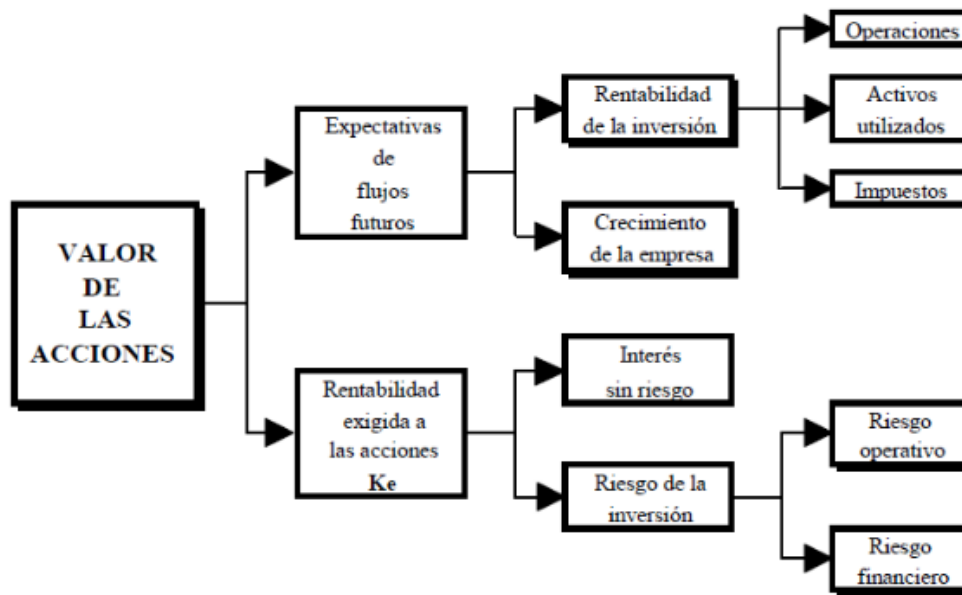 VALOR
DE
LAS
ACCIONES
Expectativas
de
flujos
futuros
Rentabilidad
de la inversión
Operaciones
Activos
utilizados
Impuestos
Crecimiento
de la empresa
Rentabilidad
exigida a
las acciones
Ke
Interés
sin riesgo
Riesgo de la
inversión
Riesgo
operativo
Riesgo
financiero